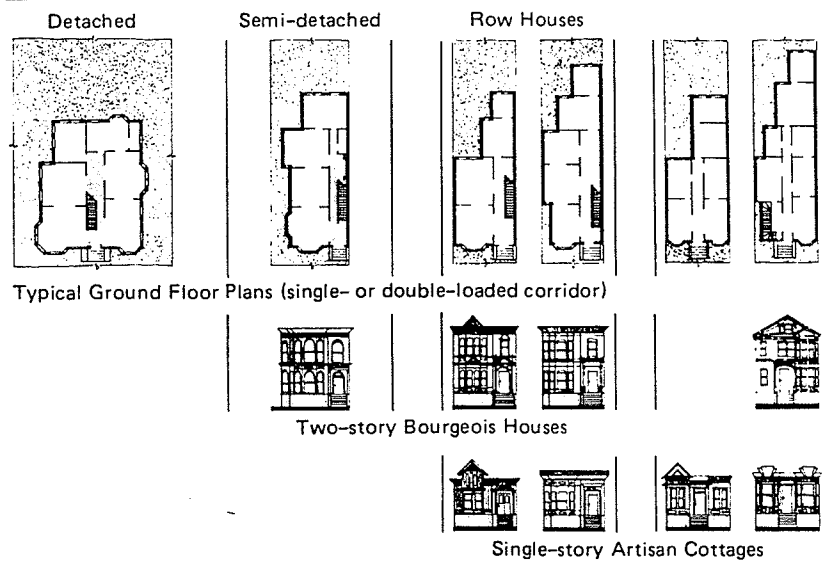 Detached
Semi-detached
Row Houses
Typical Ground Floor Plans (single- or double-loaded corridor)
Two-story Bourgeois Houses
Single-story Artisan Cottages